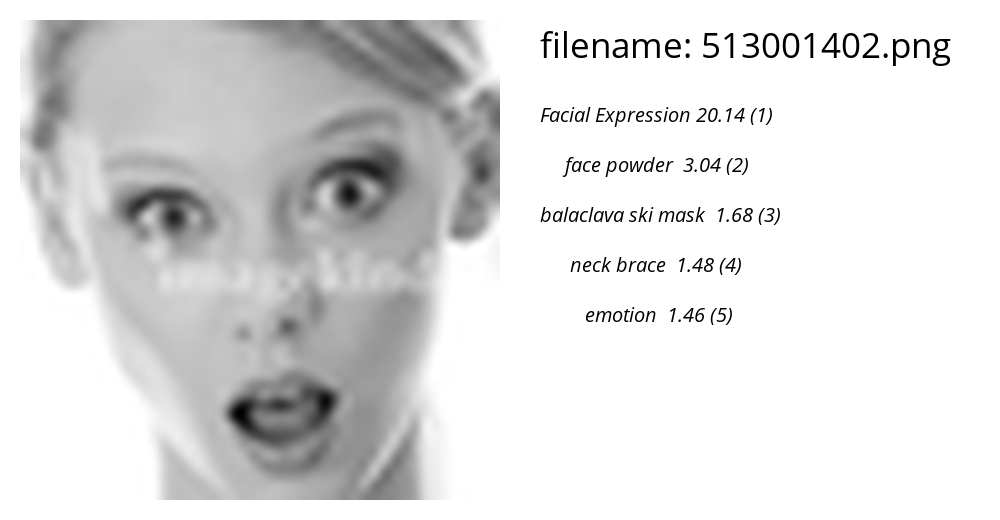 filename: 513001402.png
Facial Expression 20.14 (1)
face powder 3.04 (2)
balaclava ski mask 1.68 (3)
neck brace 1.48 (4)
emotion 1.46 (5)